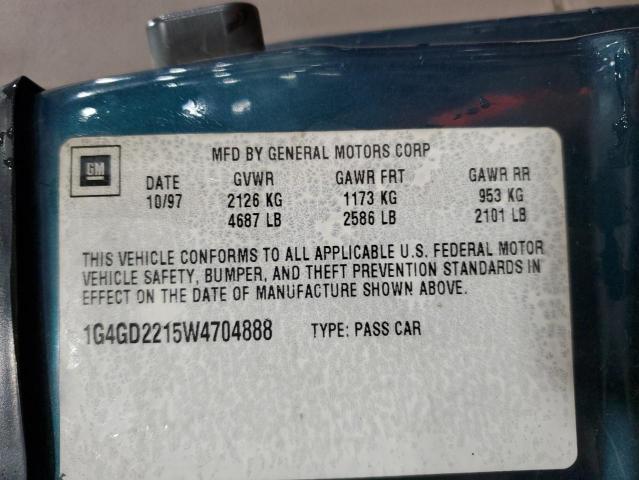 MFD BY GENERAL MOTORS CORP
GM
DATE GVWR GAWR FRT GAWR RR
10/97 2126 KG 1173 KG 953 KG
4687 LB 2586 LB 2101 LB
THIS VEHICLE CONFORMS TO ALL APPLICABLE U.S. FEDERAL MOTOR
VEHICLE SAFETY, BUMPER, AND THEFT PREVENTION STANDARDS IN
EFFECT ON THE DATE OF MANUFACTURE SHOWN ABOVE.
1G4GD2215W4704888 TYPE: PASS CAR